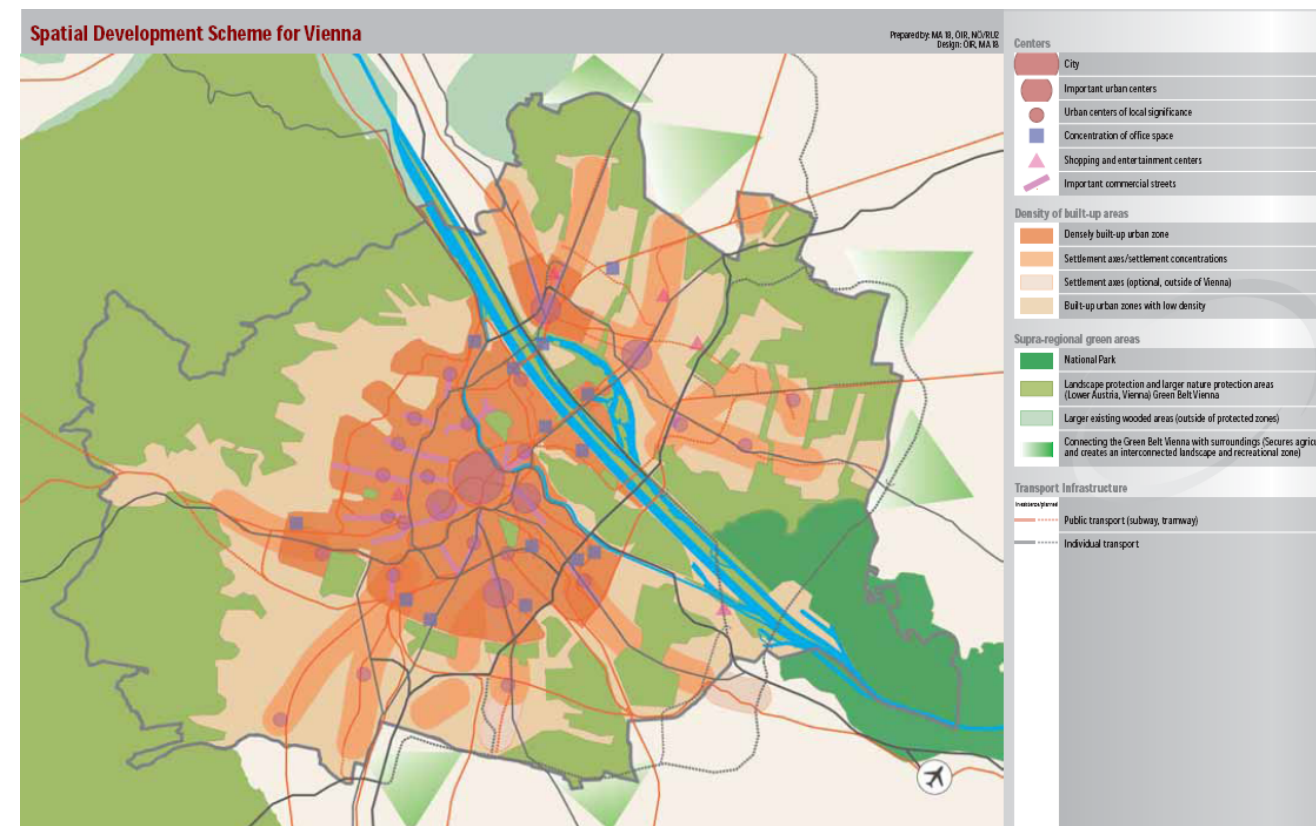 Spatial Development Scheme for Vienna
Prepared by: MA 18, ÖIR, NÖ/RU2
Design: ÖIR, MA 18
Centers
City
Important urban centers
Urban centers of local significance
Concentration of office space
Shopping and entertainment centers
Important commercial streets
Density of built-up areas
Densely built-up urban zone
Settlement axes/settlement concentrations
Settlement axes (optional, outside of Vienna)
Built-up urban zones with low density
Supra-regional green areas
National Park
Landscape protection and larger nature protection areas
(Lower Austria, Vienna) Green Belt Vienna
Larger existing wooded areas (outside of protected zones)
Connecting the Green Belt Vienna with surroundings (Secures agricu
and creates an interconnected landscape and recreational zone)
Transport Infrastructure
In existence/planned
Public transport (subway, tramway)
Individual transport